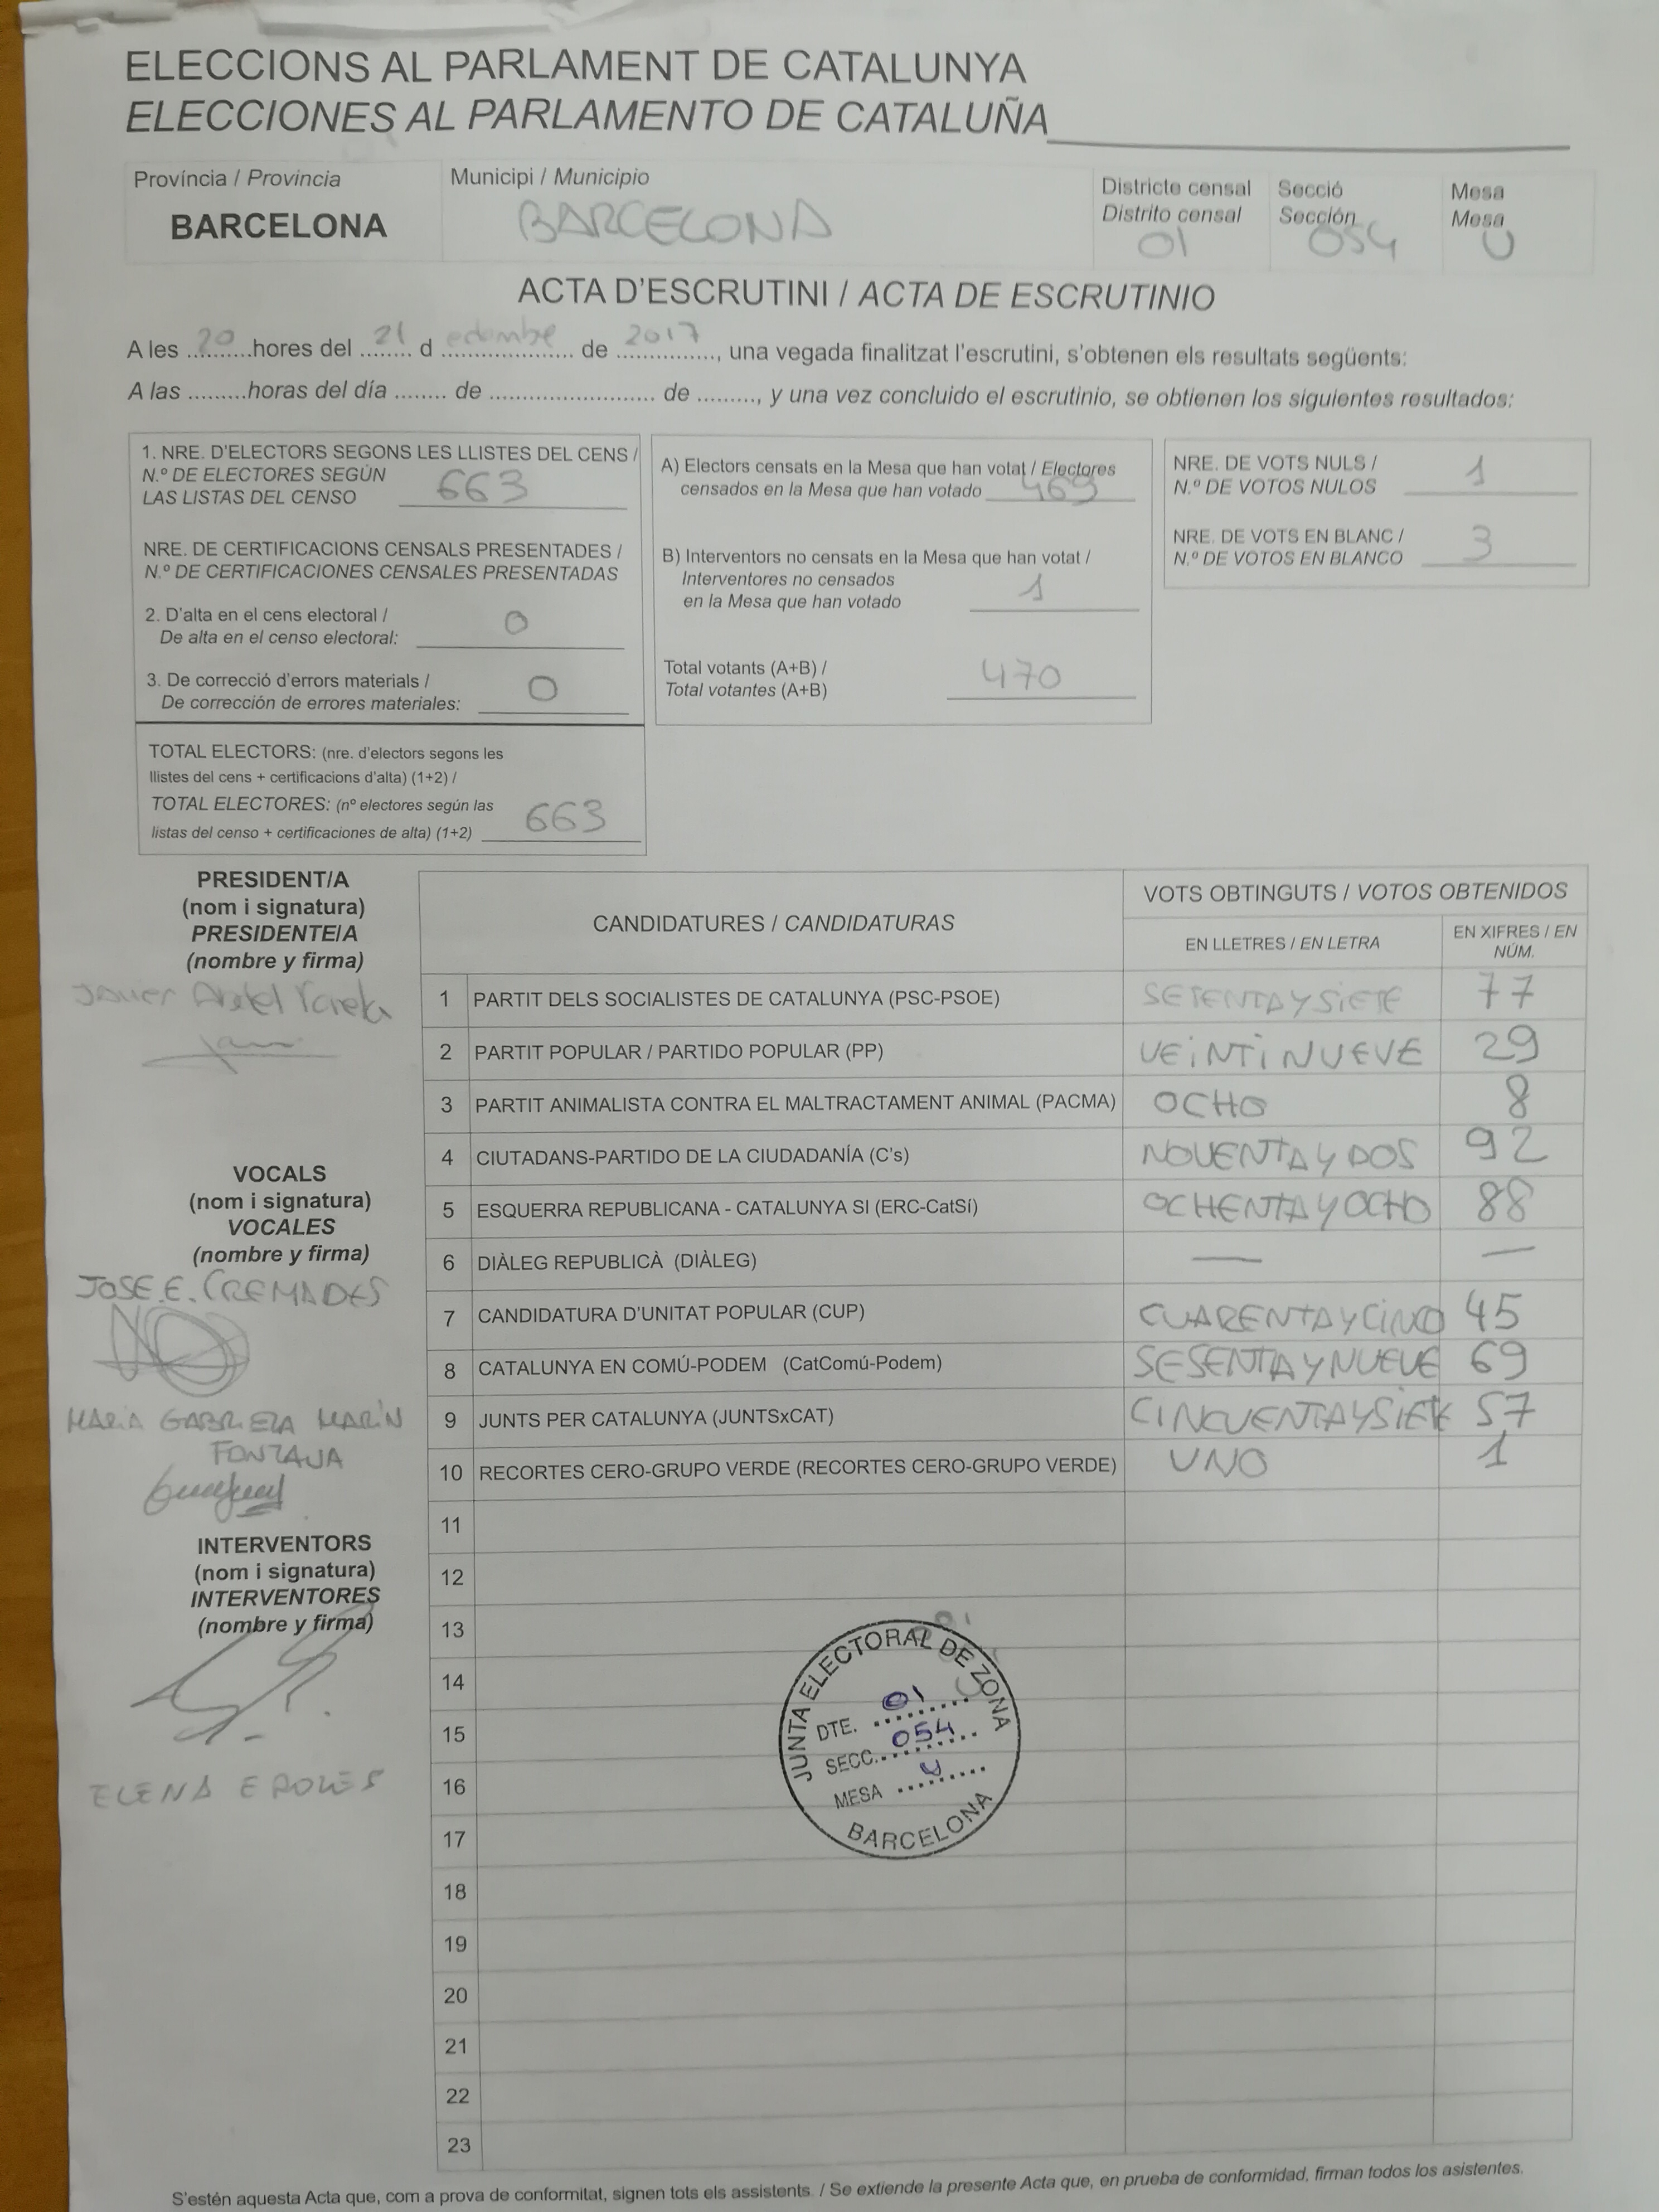 ELECCIONS AL PARLAMENT DE CATALUNYA
ELECCIONES AL PARLAMENTO DE CATALUÑA
Província / Provincia
BARCELONA
Municipi / Municipio
BARCELONA
Districte censal
Distrito censal
01
Secció
Sección
054
Mesa
Mesa
U
ACTA D'ESCRUTINI / ACTA DE ESCRUTINIO
A les 20 hores del 21 d de 2017, una vegada finalitzat l'escrutini, s'obtenen els resultats següents:
A las .........horas del día ........ de ......................... de ........., y una vez concluido el escrutinio, se obtienen los siguientes resultados:
1. NRE. D'ELECTORS SEGONS LES LLISTES DEL CENS /
N.º DE ELECTORES SEGÚN
LAS LISTAS DEL CENSO 663
NRE. DE CERTIFICACIONS CENSALS PRESENTADES /
N.º DE CERTIFICACIONES CENSALES PRESENTADAS
2. D'alta en el cens electoral /
De alta en el censo electoral: 0
3. De correcció d'errors materials /
De corrección de errores materiales: 0
TOTAL ELECTORS: (nre. d'electors segons les
llistes del cens + certificacions d'alta) (1+2) /
TOTAL ELECTORES: (nº electores según las
listas del censo + certificaciones de alta) (1+2) 663
A) Electors censats en la Mesa que han votat / Electores
censados en la Mesa que han votado 469
B) Interventors no censats en la Mesa que han votat /
Interventores no censados
en la Mesa que han votado 1
Total votants (A+B) /
Total votantes (A+B) 470
NRE. DE VOTS NULS /
N.º DE VOTOS NULOS 1
NRE. DE VOTS EN BLANC /
N.º DE VOTOS EN BLANCO 3
PRESIDENT/A
(nom i signatura)
PRESIDENTE/A
(nombre y firma)
Javier
VOCALS
(nom i signatura)
VOCALES
(nombre y firma)
JOSE E. CREMADES
MARIA GABRIELA MARÍN
INTERVENTORS
(nom i signatura)
INTERVENTORES
(nombre y firma)
ELENA
CANDIDATURES / CANDIDATURAS
VOTS OBTINGUTS / VOTOS OBTENIDOS
EN LLETRES / EN LETRA
EN XIFRES / EN
NÚM.
1 PARTIT DELS SOCIALISTES DE CATALUNYA (PSC-PSOE) SETENTA Y SIETE 77
2 PARTIT POPULAR / PARTIDO POPULAR (PP) VEINTINUEVE 29
3 PARTIT ANIMALISTA CONTRA EL MALTRACTAMENT ANIMAL (PACMA) OCHO 8
4 CIUTADANS-PARTIDO DE LA CIUDADANÍA (C's) NOVENTA Y DOS 92
5 ESQUERRA REPUBLICANA - CATALUNYA SI (ERC-CatSí) OCHENTA Y OCHO 88
6 DIÀLEG REPUBLICÀ (DIÀLEG) — —
7 CANDIDATURA D'UNITAT POPULAR (CUP) CUARENTA Y CINCO 45
8 CATALUNYA EN COMÚ-PODEM (CatComú-Podem) SESENTA Y NUEVE 69
9 JUNTS PER CATALUNYA (JUNTSxCAT) CINCUENTA Y SIETE 57
10 RECORTES CERO-GRUPO VERDE (RECORTES CERO-GRUPO VERDE) UNO 1
11
12
13
14
15
16
17
18
19
20
21
22
23
JUNTA ELECTORAL DE ZONA
DTE. 01
SECC. 054
MESA U
BARCELONA
S'estén aquesta Acta que, com a prova de conformitat, signen tots els assistents. / Se extiende la presente Acta que, en prueba de conformidad, firman todos los asistentes.